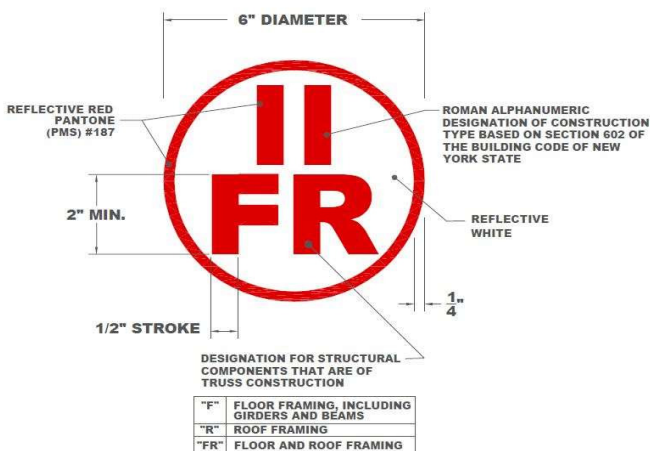 6" DIAMETER
REFLECTIVE RED
PANTONE
(PMS) #187
II
ROMAN ALPHANUMERIC
DESIGNATION OF CONSTRUCTION
TYPE BASED ON SECTION 602 OF
THE BUILDING CODE OF NEW
YORK STATE
2" MIN.
FR
REFLECTIVE
WHITE
1/4"
1/2" STROKE
DESIGNATION FOR STRUCTURAL
COMPONENTS THAT ARE OF
TRUSS CONSTRUCTION
"F" FLOOR FRAMING, INCLUDING
GIRDERS AND BEAMS
"R" ROOF FRAMING
"FR" FLOOR AND ROOF FRAMING